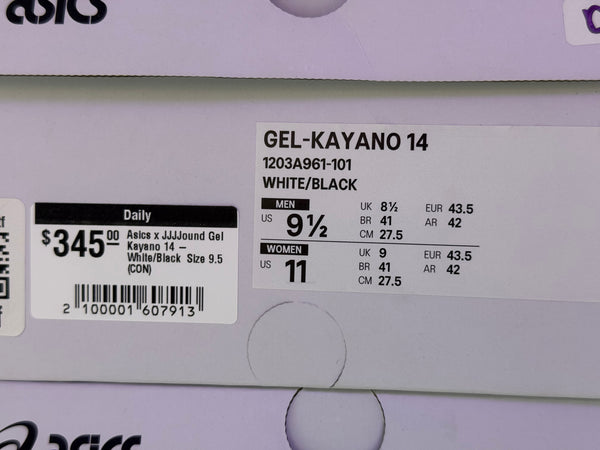 asics
GEL-KAYANO 14
1203A961-101
WHITE/BLACK
MEN
US 9½
UK 8½ EUR 43.5
BR 41 AR 42
CM 27.5
WOMEN
US 11
UK 9 EUR 43.5
BR 41 AR 42
CM 27.5
Daily
$345.00
Asics x JJJJound Gel
Kayano 14 –
White/Black Size 9.5
(CON)
2 100001 607913
asics